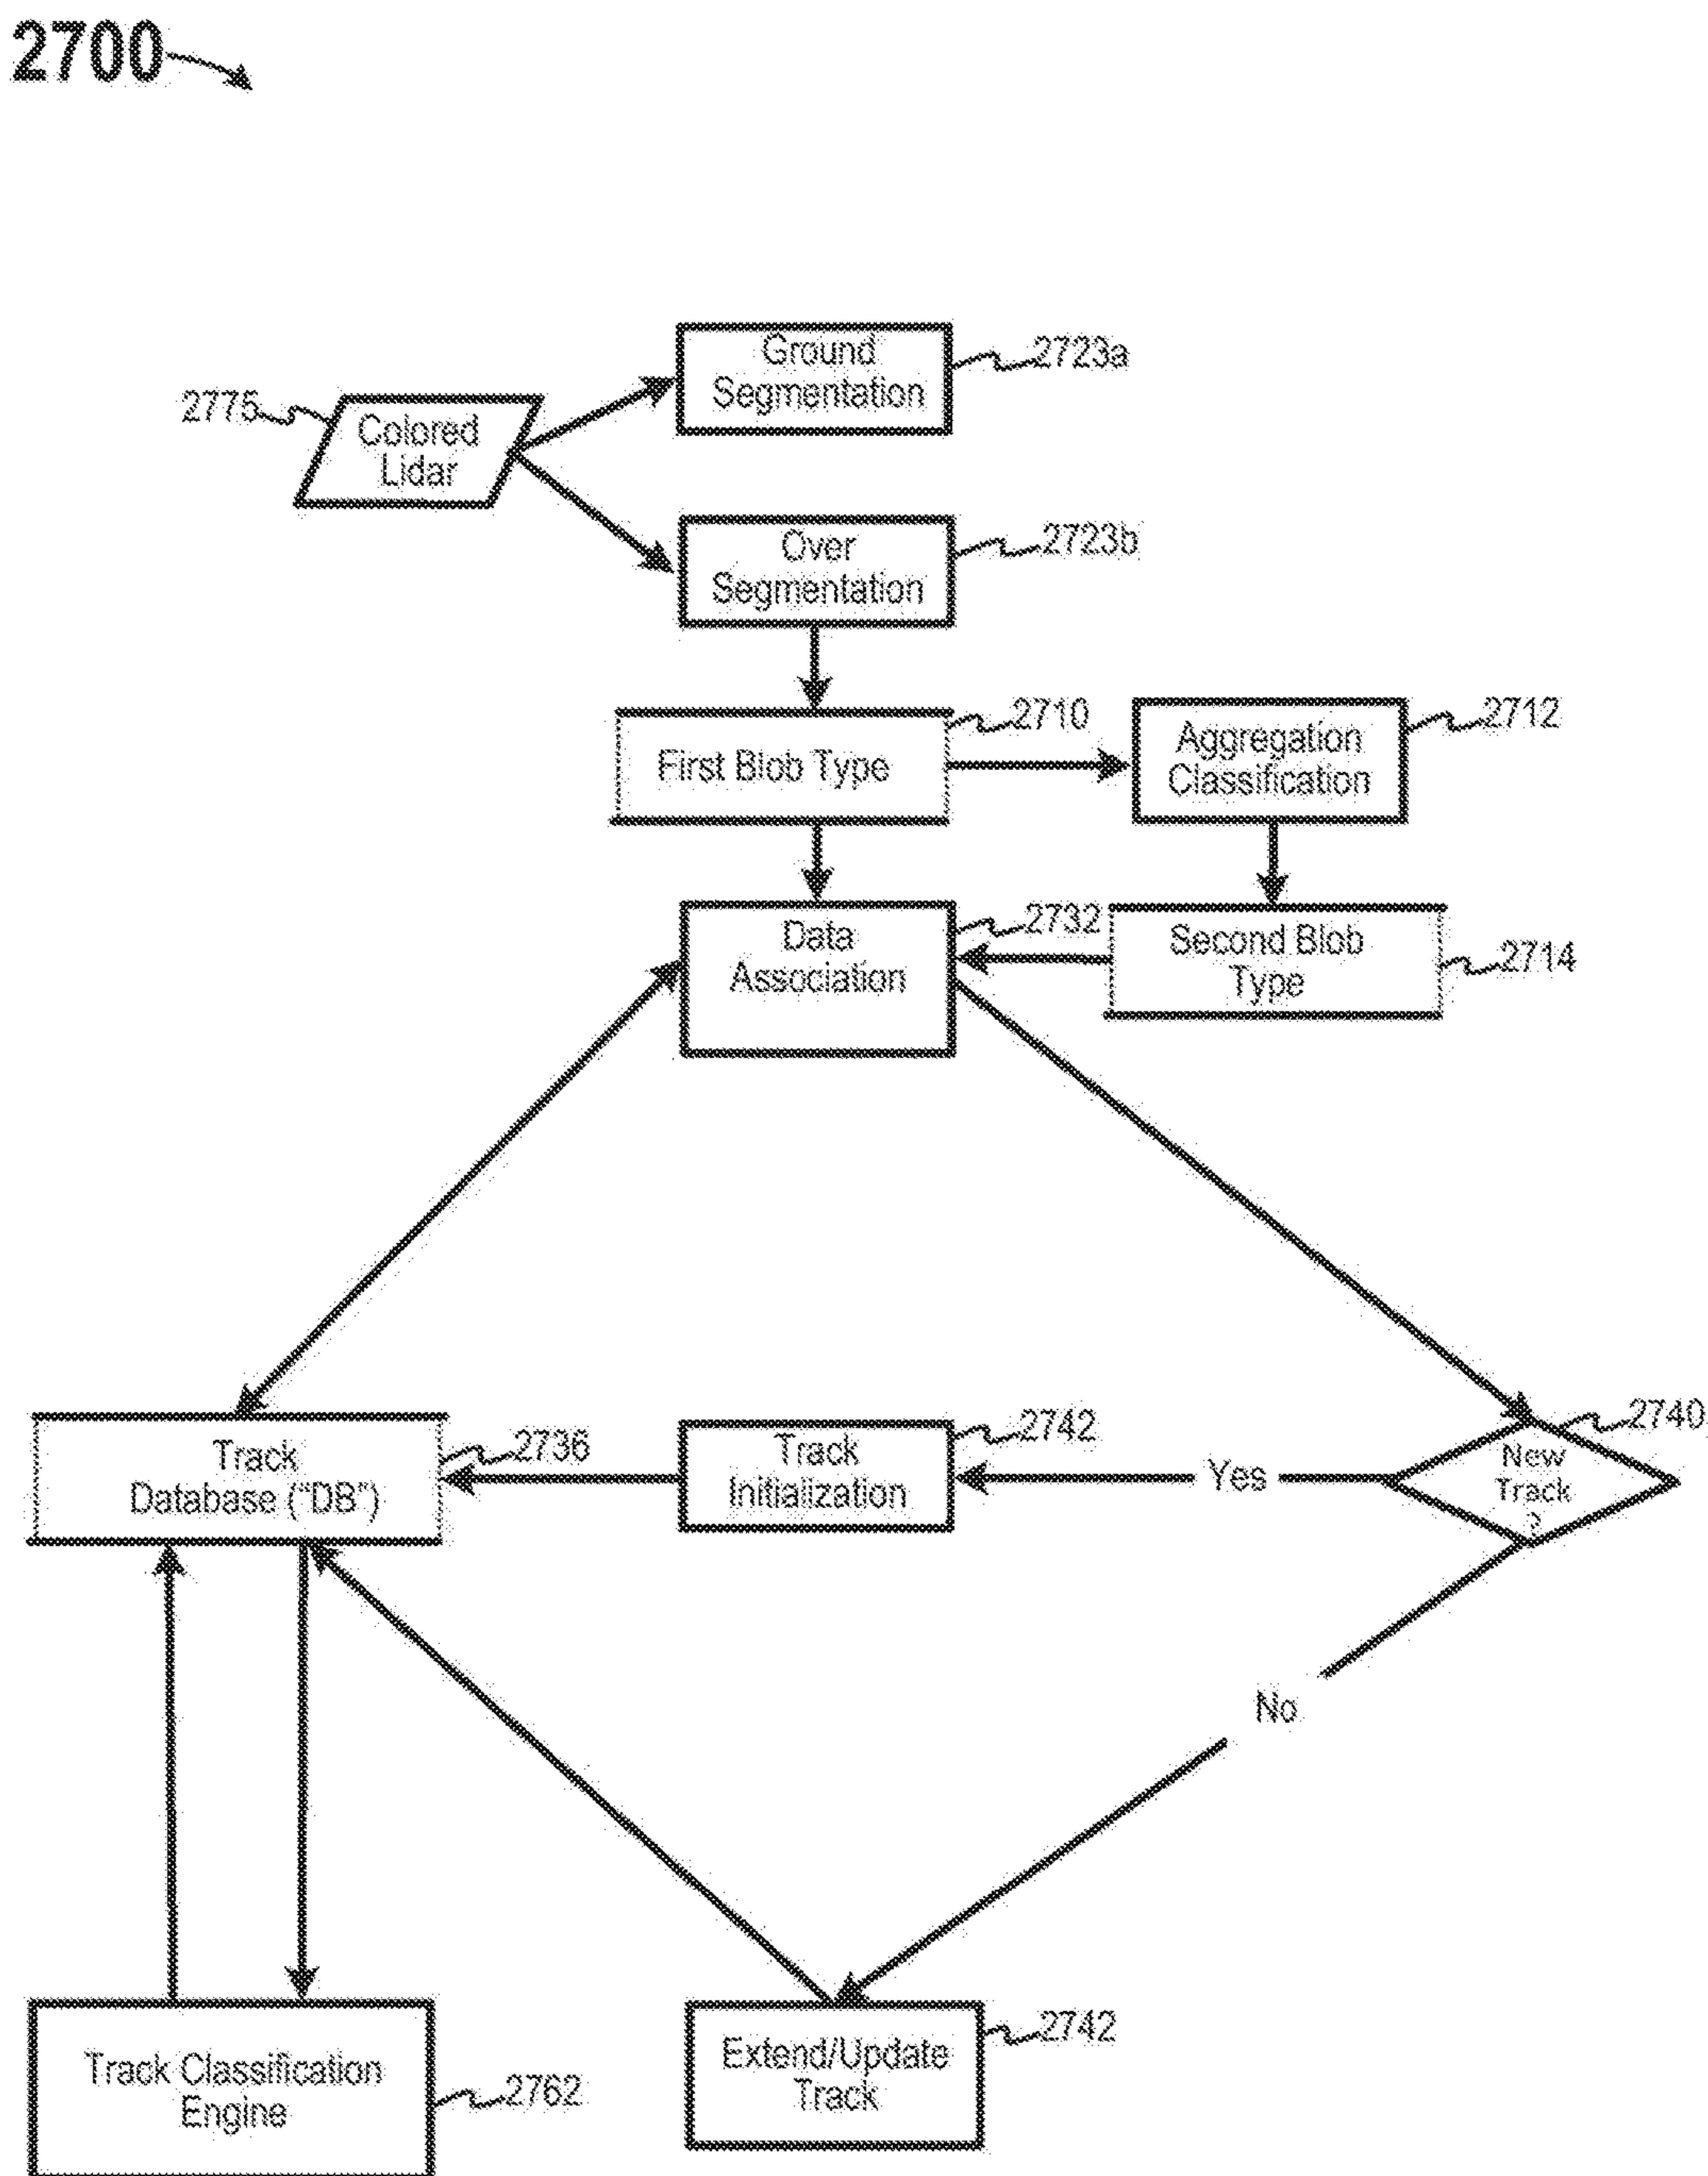 2700
Ground
Segmentation
2723a
2775
Colored
Lidar
Over
Segmentation
2723b
First Blob Type
2710
Aggregation
Classification
2712
Data
Association
2732
Second Blob
Type
2714
Track
Database ("DB")
2736
Track
Initialization
2742
Yes
New
Track
?
2740
No
Track Classification
Engine
2762
Extend/Update
Track
2742